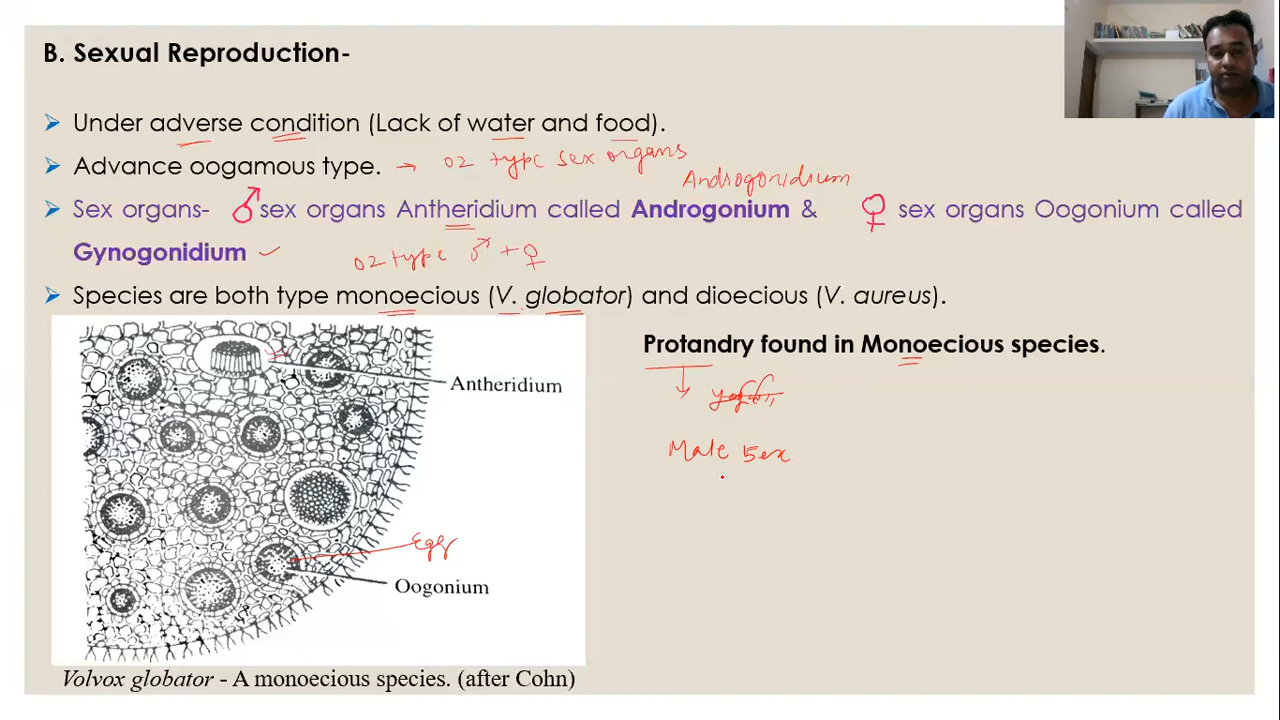 B. Sexual Reproduction-
➤ Under adverse condition (Lack of water and food).
➤ Advance oogamous type. → 02 type sex organs
Androgonidium
➤ Sex organs- ♂ sex organs Antheridium called Androgonium & ♀ sex organs Oogonium called
Gynogonidium ✓ 02 type ♂ + ♀
➤ Species are both type monoecious (V. globator) and dioecious (V. aureus).
Protandry found in Monoecious species.
Antheridium
Male Sex
Egg
Oogonium
Volvox globator - A monoecious species. (after Cohn)